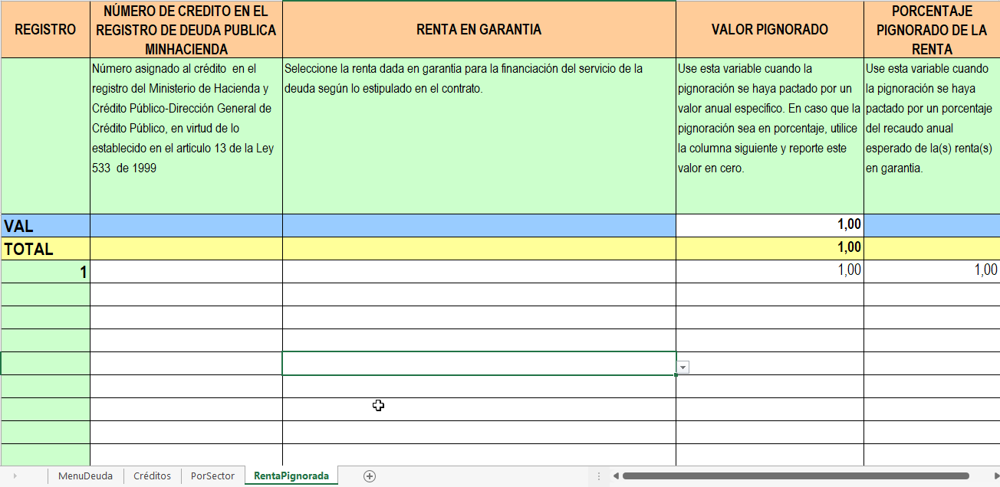 REGISTRO
NÚMERO DE CREDITO EN EL
REGISTRO DE DEUDA PUBLICA
MINHACIENDA
RENTA EN GARANTIA
VALOR PIGNORADO
PORCENTAJE
PIGNORADO DE LA
RENTA
Número asignado al crédito  en el
registro del Ministerio de Hacienda y
Crédito Público-Dirección General de
Crédito Público, en virtud de lo
establecido en el articulo 13 de la Ley
533  de 1999
Seleccione la renta dada en garantia para la financiación del servicio de la
deuda según lo estipulado en el contrato.
Use esta variable cuando la
pignoración se haya pactado por un
valor anual específico. En caso que la
pignoración sea en porcentaje, utilice
la columna siguiente y reporte este
valor en cero.
Use esta variable cuando
la pignoración se haya
pactado por un porcentaje
del recaudo anual
esperado de la(s) renta(s)
en garantia.
VAL 1,00
TOTAL 1,00
1 1,00 1,00
MenuDeuda Créditos PorSector RentaPignorada